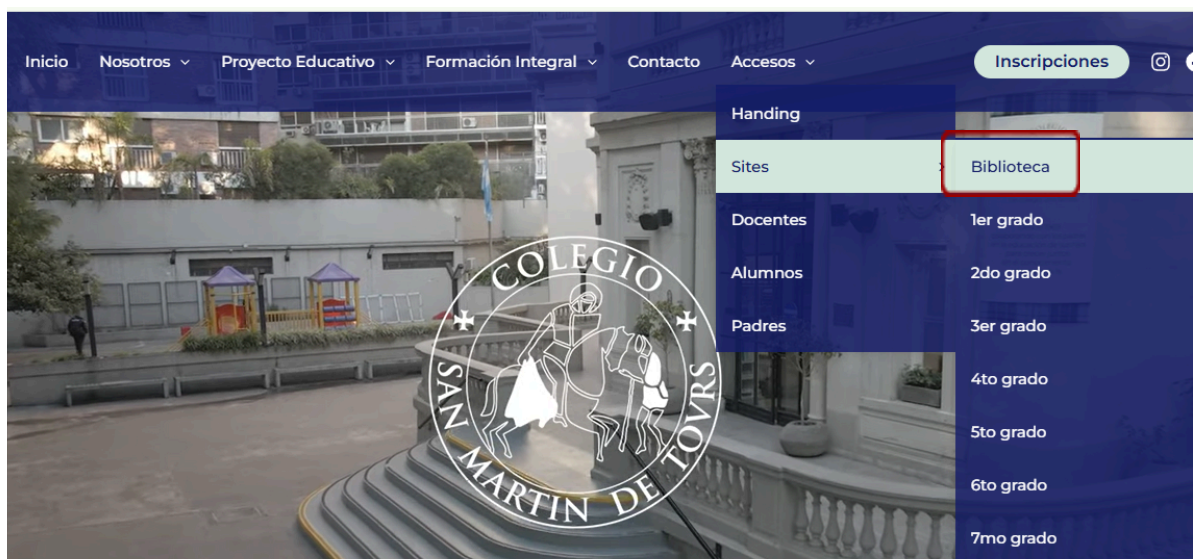 Inicio Nosotros Proyecto Educativo Formación Integral Contacto Accesos Inscripciones
Handing
Sites Biblioteca
Docentes 1er grado
Alumnos 2do grado
Padres 3er grado
4to grado
5to grado
6to grado
7mo grado
COLEGIO
SAN MARTIN DE TOVRS